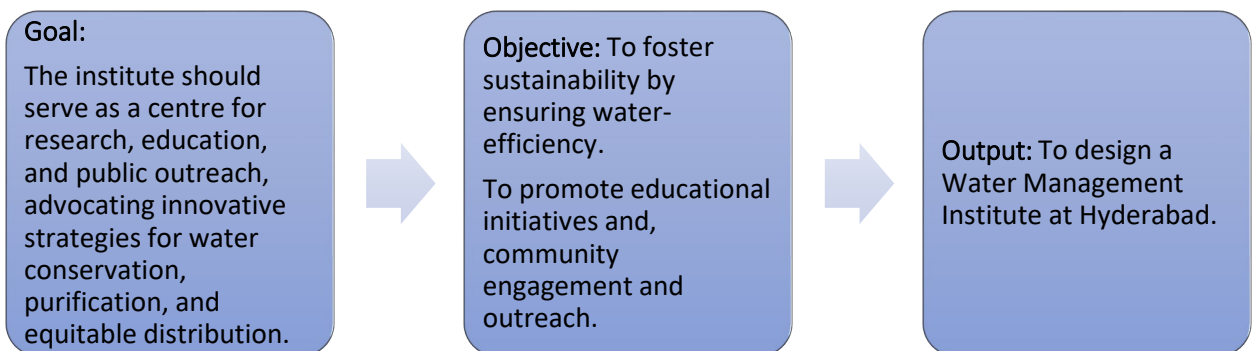 Goal:
The institute should
serve as a centre for
research, education,
and public outreach,
advocating innovative
strategies for water
conservation,
purification, and
equitable distribution.
Objective: To foster
sustainability by
ensuring water-
efficiency.
To promote educational
initiatives and,
community
engagement and
outreach.
Output: To design a
Water Management
Institute at Hyderabad.